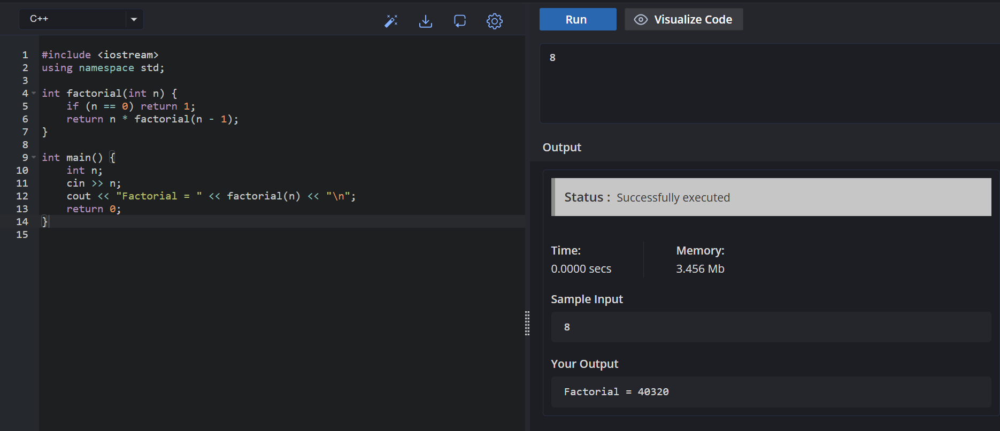 C++
1 #include <iostream>
2 using namespace std;
3
4 int factorial(int n) {
5     if (n == 0) return 1;
6     return n * factorial(n - 1);
7 }
8
9 int main() {
10     int n;
11     cin >> n;
12     cout << "Factorial = " << factorial(n) << "\n";
13     return 0;
14 }
15
Run
Visualize Code
8
Output
Status : Successfully executed
Time:
0.0000 secs
Memory:
3.456 Mb
Sample Input
8
Your Output
Factorial = 40320